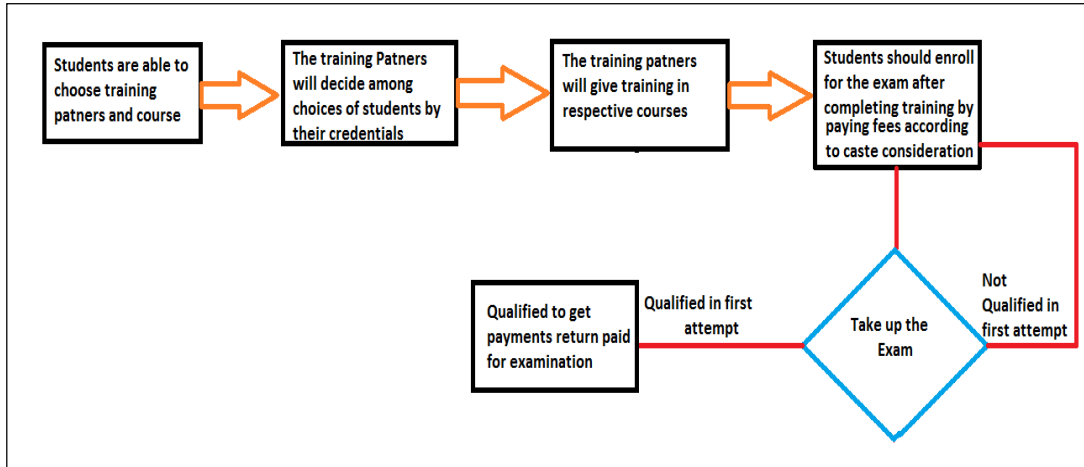 Students are able to
choose training
patners and course
The training Patners
will decide among
choices of students by
their credentials
The training patners
will give training in
respective courses
Students should enroll
for the exam after
completing training by
paying fees according
to caste consideration
Qualified to get
payments return paid
for examination
Qualified in first
attempt
Take up the
Exam
Not
Qualified in
first attempt